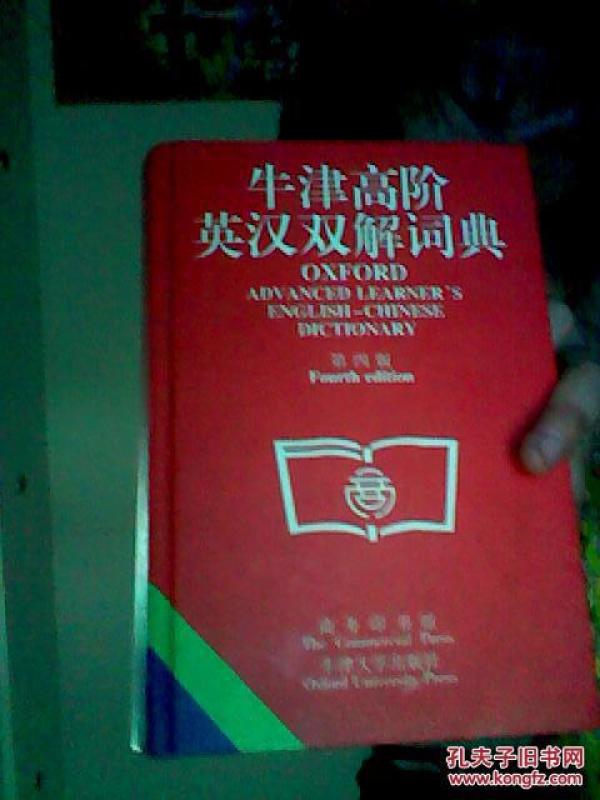 牛津高阶
英汉双解词典
OXFORD
ADVANCED LEARNER'S
ENGLISH-CHINESE
DICTIONARY
第四版
Fourth edition
商务印书馆
The Commercial Press
牛津大学出版社
Oxford University Press
孔夫子旧书网
www.kongfz.com